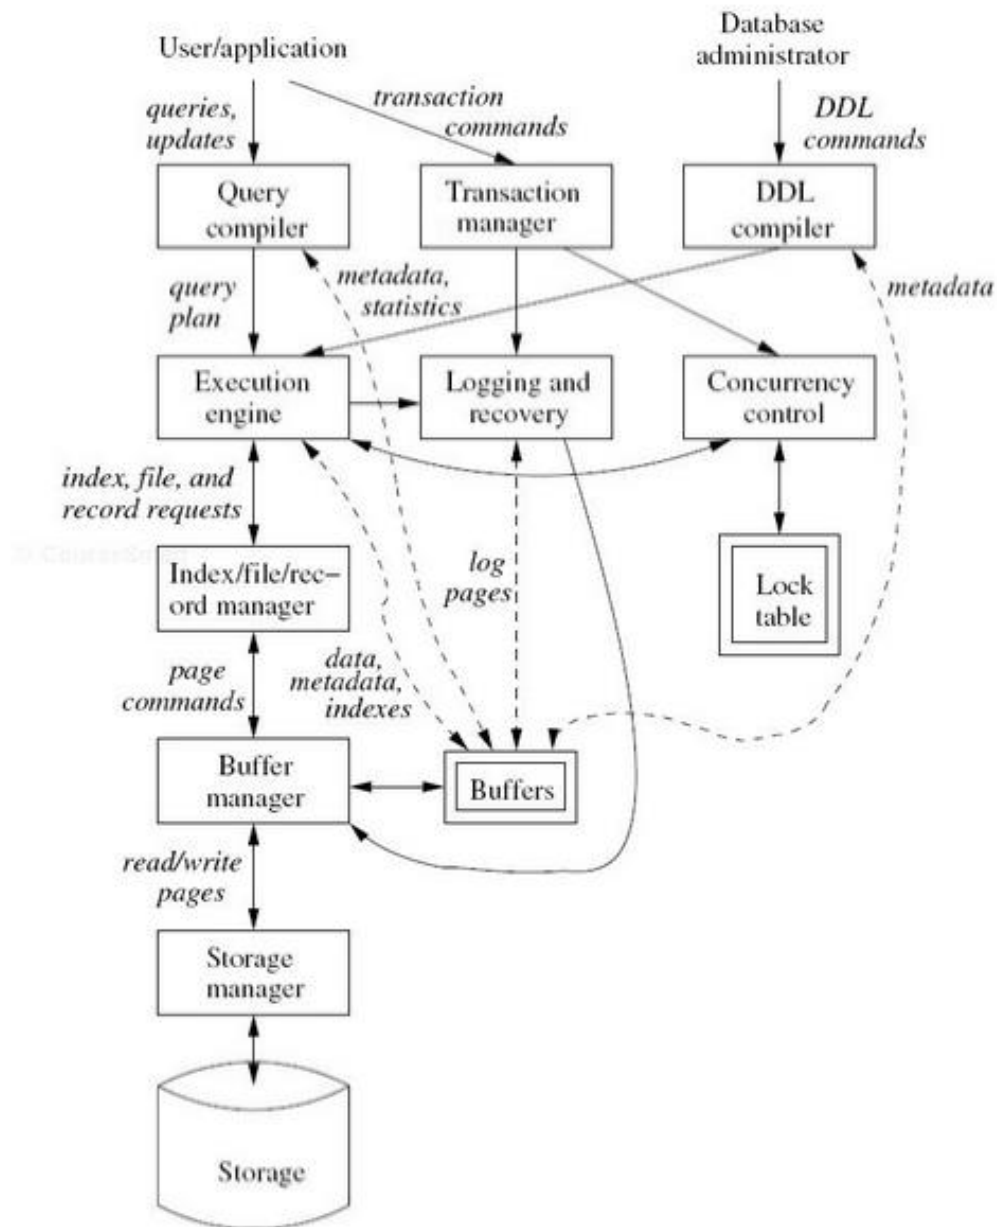 User/application
Database
administrator
queries,
updates
transaction
commands
DDL
commands
Query
compiler
Transaction
manager
DDL
compiler
query
plan
metadata,
statistics
metadata
Execution
engine
Logging and
recovery
Concurrency
control
index, file, and
record requests
Index/file/rec-
ord manager
log
pages
Lock
table
page
commands
data,
metadata,
indexes
Buffer
manager
Buffers
read/write
pages
Storage
manager
Storage